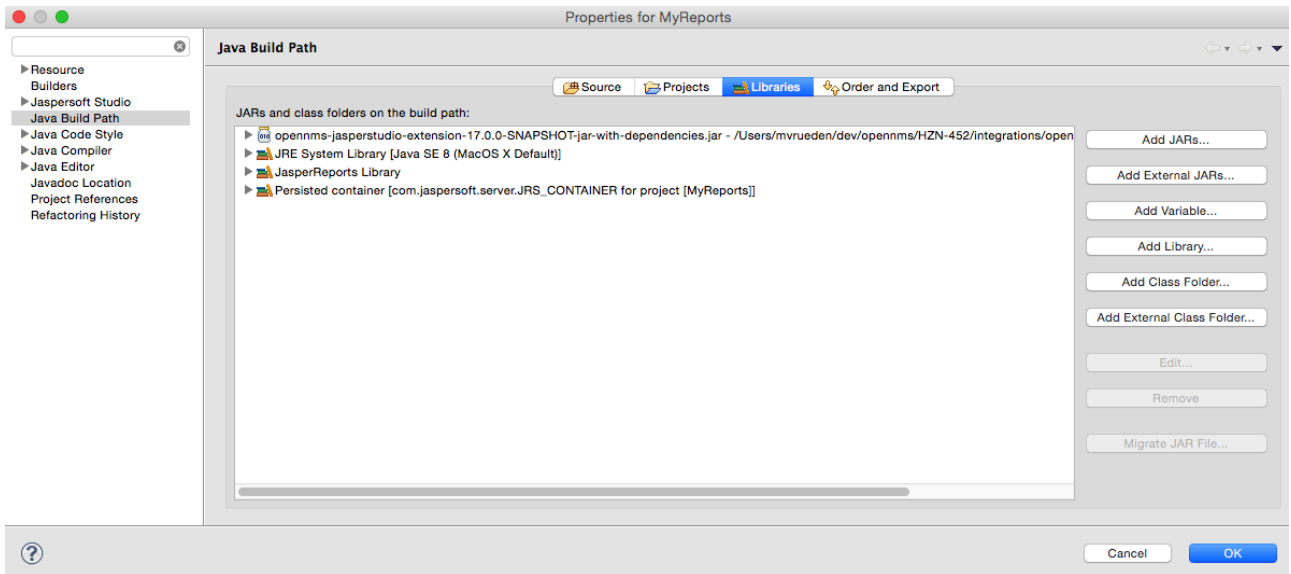 Properties for MyReports
Resource
Builders
Jaspersoft Studio
Java Build Path
Java Code Style
Java Compiler
Java Editor
Javadoc Location
Project References
Refactoring History
Java Build Path
Source Projects Libraries Order and Export
JARs and class folders on the build path:
opennms-jasperstudio-extension-17.0.0-SNAPSHOT-jar-with-dependencies.jar - /Users/mvrueden/dev/opennms/HZN-452/integrations/open
JRE System Library [Java SE 8 (MacOS X Default)]
JasperReports Library
Persisted container [com.jaspersoft.server.JRS_CONTAINER for project [MyReports]]
Add JARs...
Add External JARs...
Add Variable...
Add Library...
Add Class Folder...
Add External Class Folder...
Edit...
Remove
Migrate JAR File...
?
Cancel OK